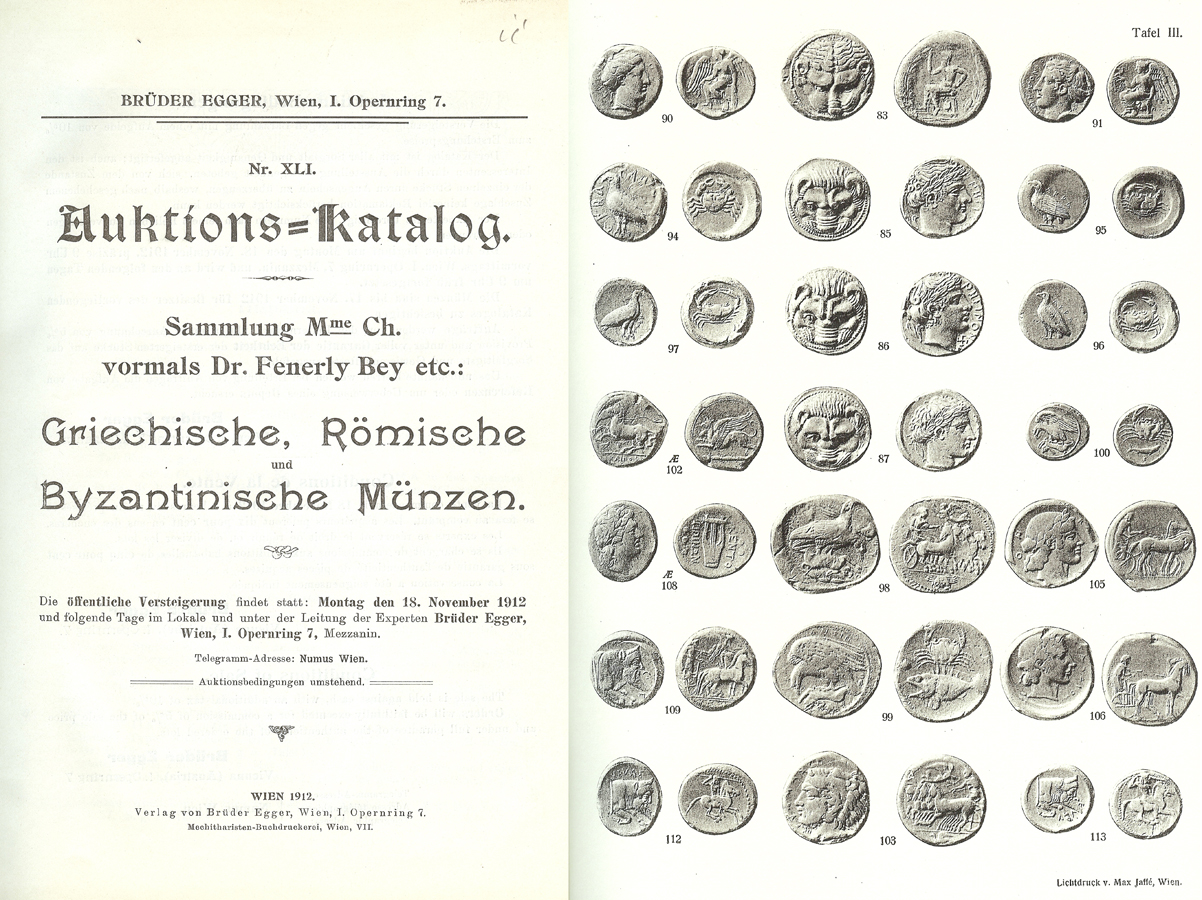 BRÜDER EGGER, Wien, I. Opernring 7.
Nr. XLI.
Auktions=Katalog.
Sammlung Mme Ch.
vormals Dr. Fenerly Bey etc.:
Griechische, Römische
und
Byzantinische Münzen.
Die öffentliche Versteigerung findet statt: Montag den 18. November 1912
und folgende Tage im Lokale und unter der Leitung der Experten Brüder Egger,
Wien, I. Opernring 7, Mezzanin.
Telegramm-Adresse: Numus Wien.
Auktionsbedingungen umstehend.
WIEN 1912.
Verlag von Brüder Egger, Wien, I. Opernring 7.
Mechitharisten-Buchdruckerei, Wien, VII.
Tafel III.
90 83 91
94 85 95
97 86 96
Æ
102 87 100
Æ
108 98 105
109 99 106
112 103 113
Lichtdruck v. Max Jaffé, Wien.